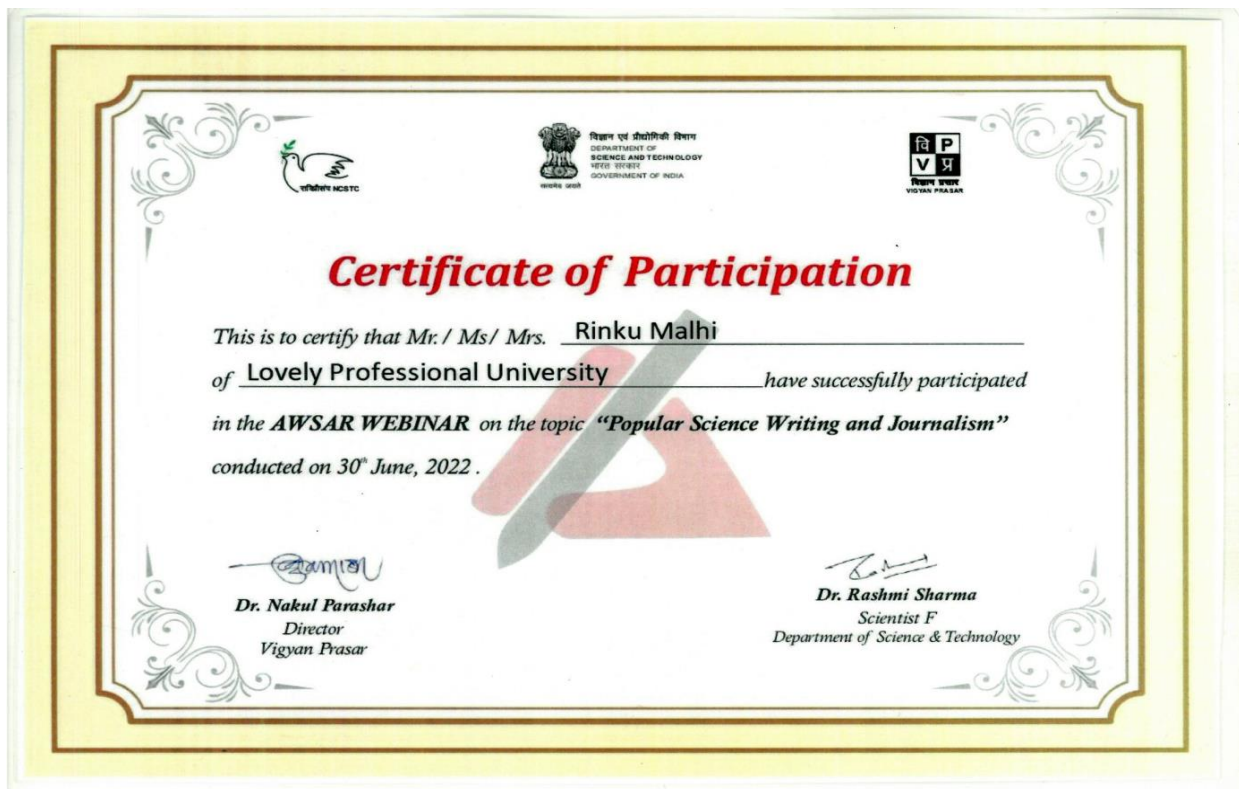 राविप्रौसंप NCSTC
विज्ञान एवं प्रौद्योगिकी विभाग
DEPARTMENT OF
SCIENCE AND TECHNOLOGY
भारत सरकार
GOVERNMENT OF INDIA
सत्यमेव जयते
वि P
V प्र
विज्ञान प्रसार
VIGYAN PRASAR
Certificate of Participation
This is to certify that Mr. / Ms/ Mrs. Rinku Malhi
of Lovely Professional University have successfully participated
in the AWSAR WEBINAR on the topic "Popular Science Writing and Journalism"
conducted on 30th June, 2022 .
Dr. Nakul Parashar
Director
Vigyan Prasar
Dr. Rashmi Sharma
Scientist F
Department of Science & Technology